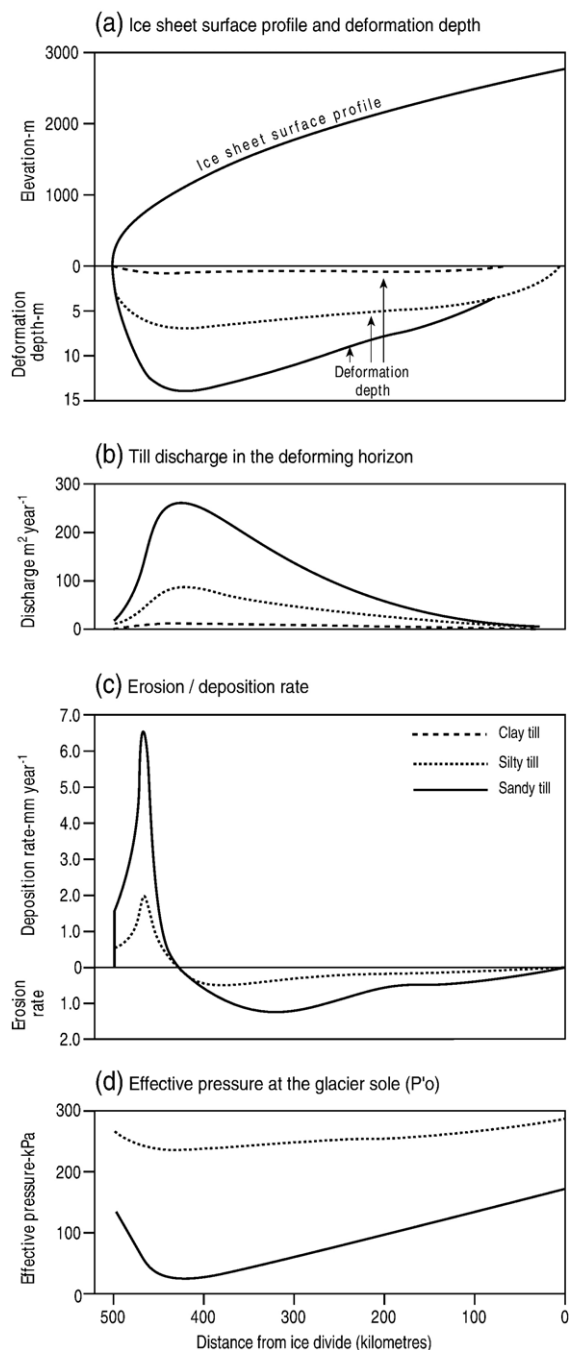 (a) Ice sheet surface profile and deformation depth
3000
2000
1000
0
5
10
15
Elevation-m
Deformation
depth-m
Ice sheet surface profile
Deformation
depth
(b) Till discharge in the deforming horizon
300
200
100
0
Discharge m² year⁻¹
(c) Erosion / deposition rate
7.0
6.0
5.0
4.0
3.0
2.0
1.0
0
1.0
2.0
Deposition rate-mm year⁻¹
Erosion
rate
Clay till
Silty till
Sandy till
(d) Effective pressure at the glacier sole (P'o)
300
200
100
0
Effective pressure-kPa
500 400 300 200 100 0
Distance from ice divide (kilometres)